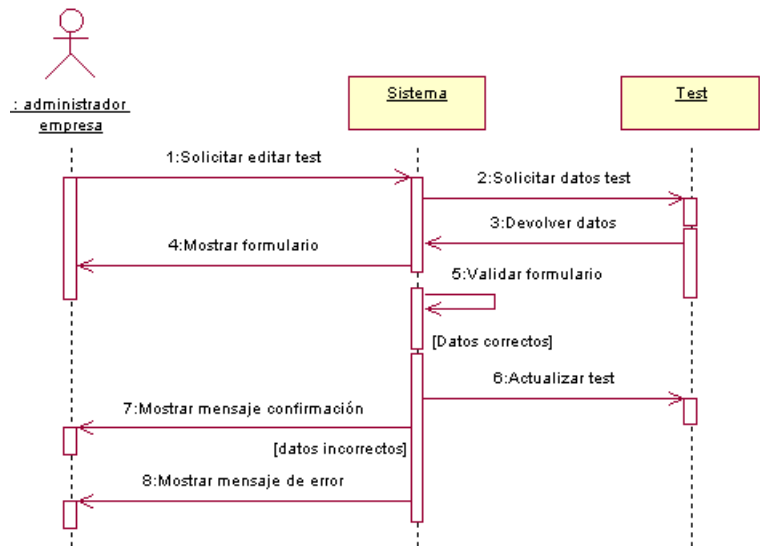 : administrador
empresa
Sistema
Test
1:Solicitar editar test
2:Solicitar datos test
3:Devolver datos
4:Mostrar formulario
5:Validar formulario
[Datos correctos]
6:Actualizar test
7:Mostrar mensaje confirmación
[datos incorrectos]
8:Mostrar mensaje de error